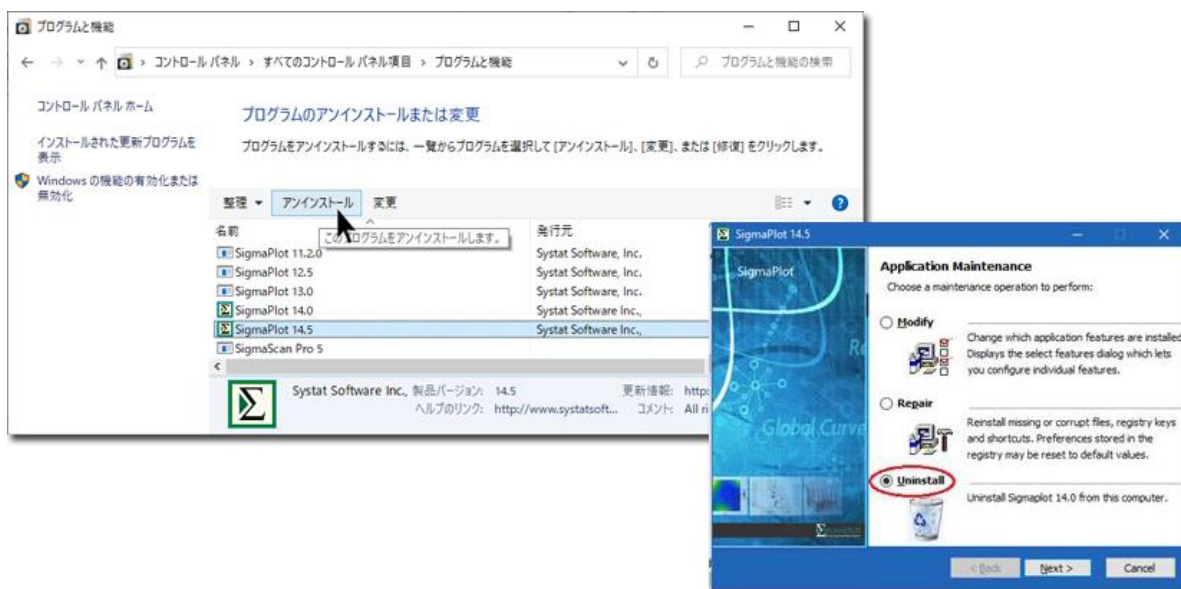 プログラムと機能
コントロール パネル › すべてのコントロール パネル項目 › プログラムと機能
プログラムと機能の検索
コントロール パネル ホーム
インストールされた更新プログラムを
表示
Windows の機能の有効化または
無効化
プログラムのアンインストールまたは変更
プログラムをアンインストールするには、一覧からプログラムを選択して [アンインストール]、[変更]、または [修復] をクリックします。
整理 アンインストール 変更
名前 発行元
このプログラムをアンインストールします。
SigmaPlot 11.2.0 Systat Software, Inc.
SigmaPlot 12.5 Systat Software, Inc.
SigmaPlot 13.0 Systat Software, Inc.
SigmaPlot 14.0 Systat Software Inc.,
SigmaPlot 14.5 Systat Software Inc.,
SigmaScan Pro 5
Systat Software Inc., 製品バージョン: 14.5 更新情報: http:
ヘルプのリンク: http://www.systatsoft... コメント: All ri
SigmaPlot 14.5
SigmaPlot
Global Curve
Application Maintenance
Choose a maintenance operation to perform:
Modify
Change which application features are installed
Displays the select features dialog which lets
you configure individual features.
Repair
Reinstall missing or corrupt files, registry keys
and shortcuts. Preferences stored in the
registry may be reset to default values.
Uninstall
Uninstall Sigmaplot 14.0 from this computer.
< Back Next > Cancel